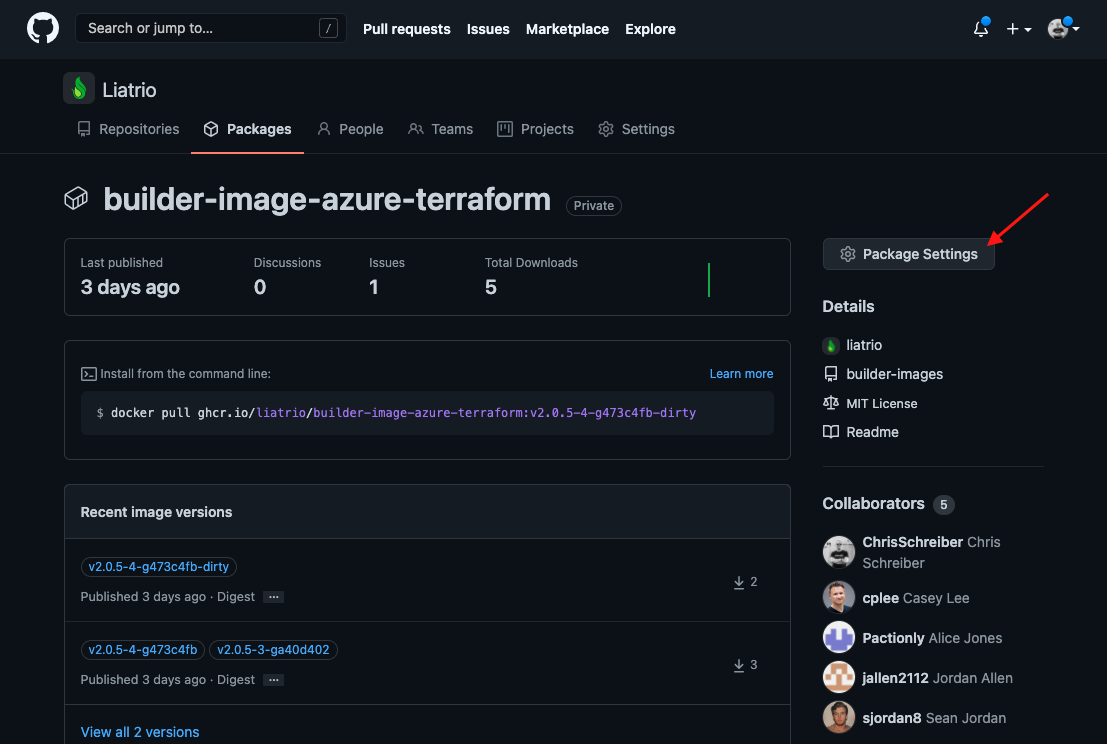 Search or jump to... /
Pull requests Issues Marketplace Explore
Liatrio
Repositories Packages People Teams Projects Settings
builder-image-azure-terraform Private
Last published Discussions Issues Total Downloads
3 days ago 0 1 5
Install from the command line: Learn more
$ docker pull ghcr.io/liatrio/builder-image-azure-terraform:v2.0.5-4-g473c4fb-dirty
Recent image versions
v2.0.5-4-g473c4fb-dirty
Published 3 days ago · Digest ...
2
v2.0.5-4-g473c4fb v2.0.5-3-ga40d402
Published 3 days ago · Digest ...
3
View all 2 versions
Package Settings
Details
liatrio
builder-images
MIT License
Readme
Collaborators 5
ChrisSchreiber Chris
Schreiber
cplee Casey Lee
Pactionly Alice Jones
jallen2112 Jordan Allen
sjordan8 Sean Jordan